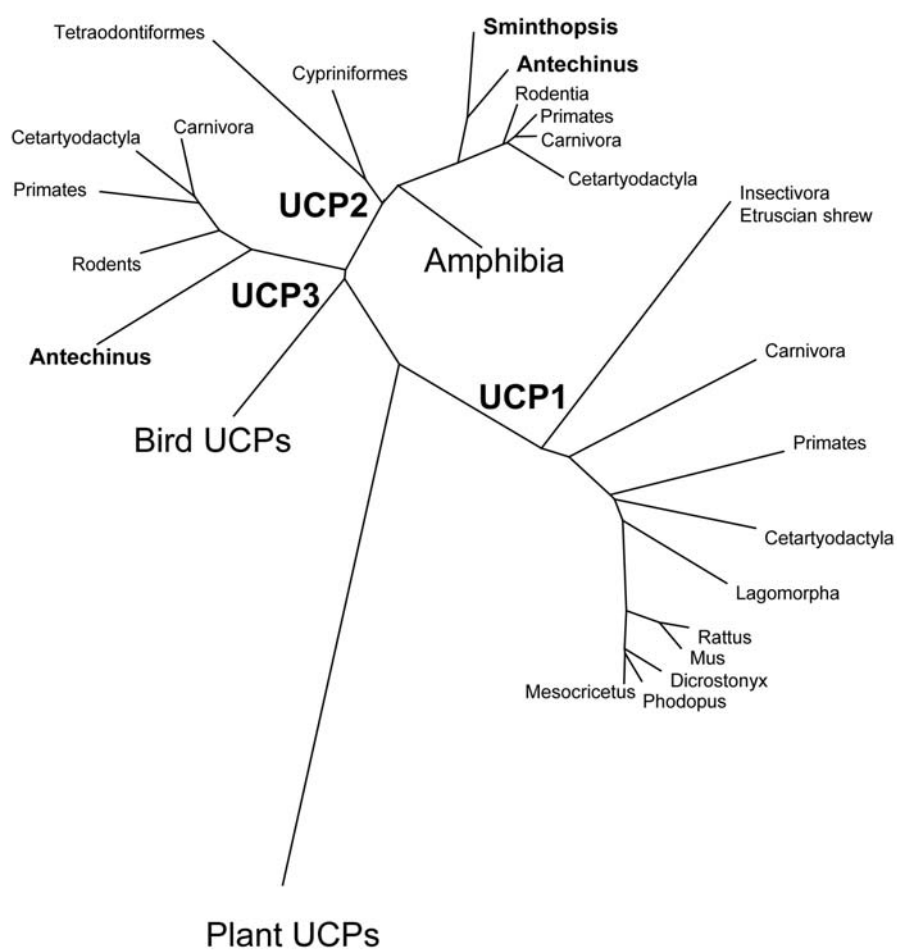 Sminthopsis
Tetraodontiformes
Antechinus
Cypriniformes
Rodentia
Primates
Carnivora
Cetartyodactyla
Carnivora
Cetartyodactyla
Primates
Insectivora
Etruscian shrew
UCP2
Amphibia
Rodents
UCP3
Antechinus
Carnivora
UCP1
Bird UCPs
Primates
Cetartyodactyla
Lagomorpha
Rattus
Mus
Dicrostonyx
Mesocricetus
Phodopus
Plant UCPs